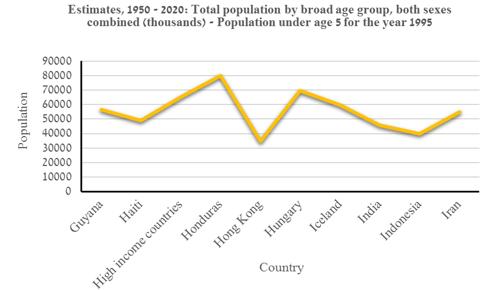 Estimates, 1950 - 2020: Total population by broad age group, both sexes
combined (thousands) - Population under age 5 for the year 1995
90000
80000
70000
60000
50000
40000
30000
20000
10000
0
Population
Guyana
Haiti
High income countries
Honduras
Hong Kong
Hungary
Iceland
India
Indonesia
Iran
Country